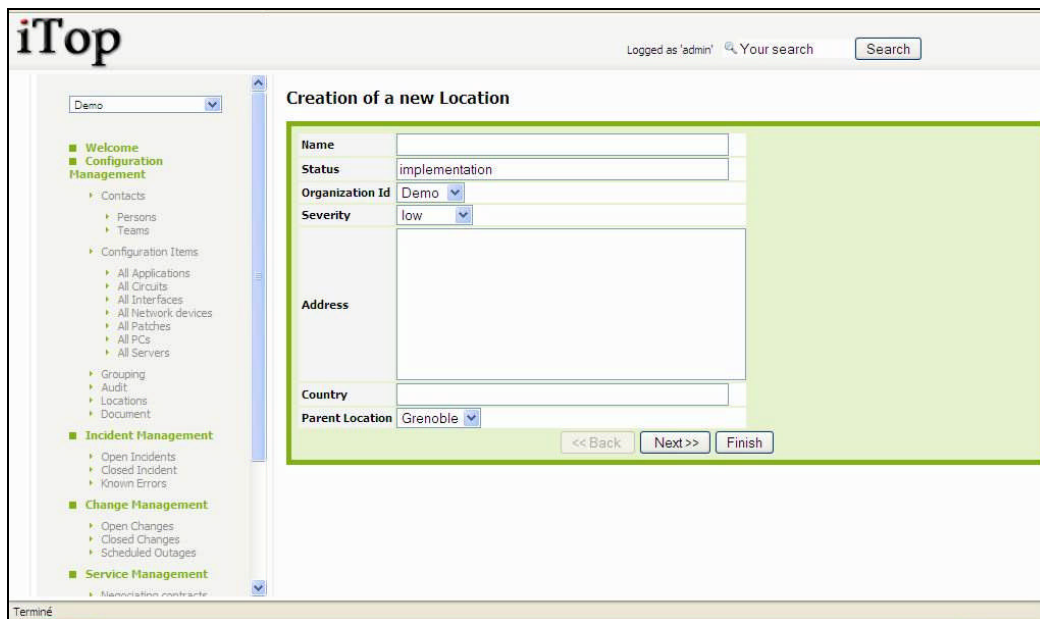 iTop
Logged as 'admin' Your search Search
Demo
Creation of a new Location
Welcome
Configuration
Management
Contacts
Persons
Teams
Configuration Items
All Applications
All Circuits
All Interfaces
All Network devices
All Patches
All PCs
All Servers
Grouping
Audit
Locations
Document
Incident Management
Open Incidents
Closed Incident
Known Errors
Change Management
Open Changes
Closed Changes
Scheduled Outages
Service Management
Negociating contracts
Name
Status implementation
Organization Id Demo
Severity low
Address
Country
Parent Location Grenoble
<< Back Next >> Finish
Terminé